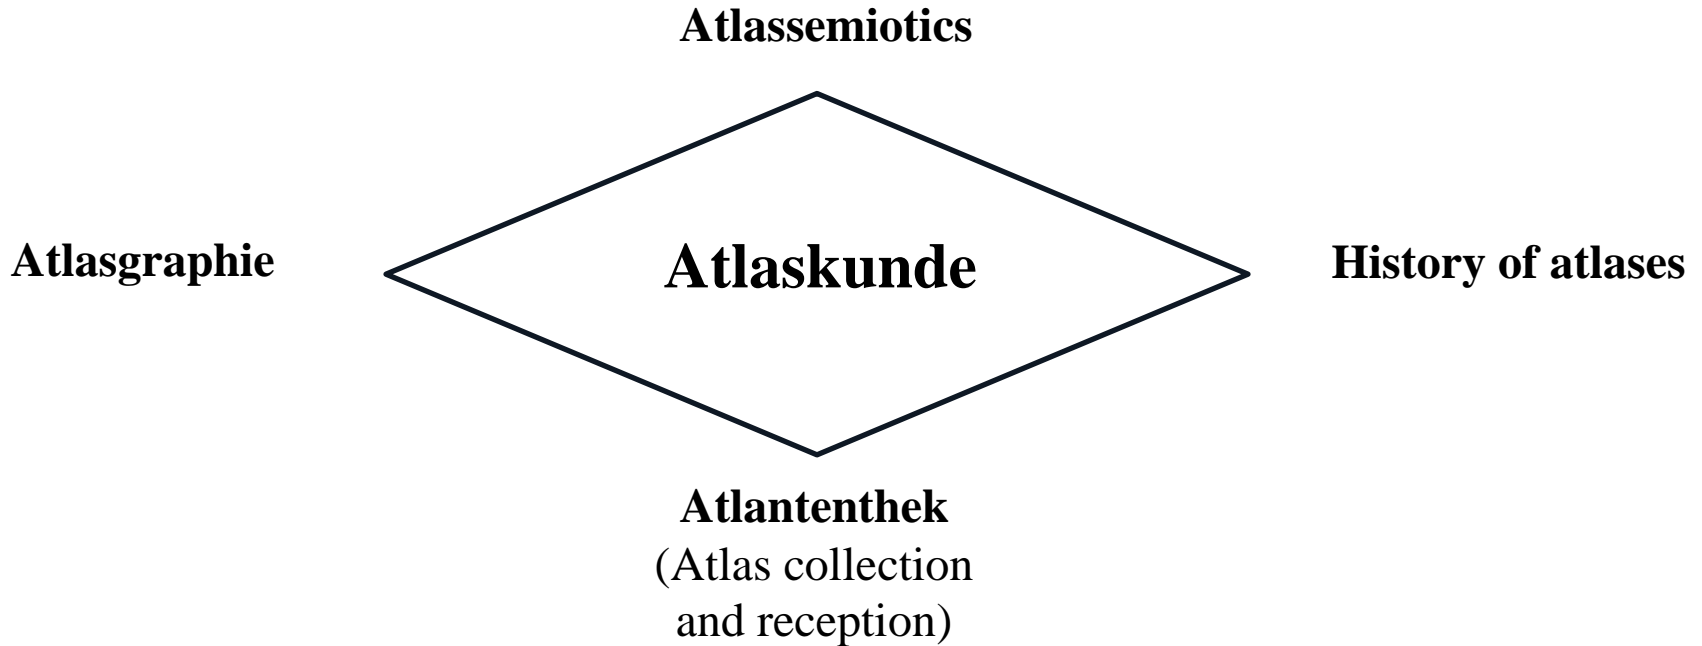 Atlassemiotics
Atlasgraphie
Atlaskunde
History of atlases
Atlantenthek
(Atlas collection
and reception)